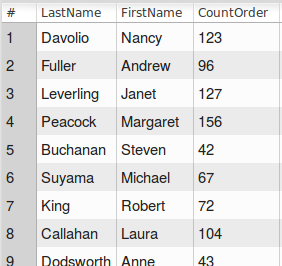 # LastName FirstName CountOrder
1 Davolio Nancy 123
2 Fuller Andrew 96
3 Leverling Janet 127
4 Peacock Margaret 156
5 Buchanan Steven 42
6 Suyama Michael 67
7 King Robert 72
8 Callahan Laura 104
9 Dodsworth Anne 43